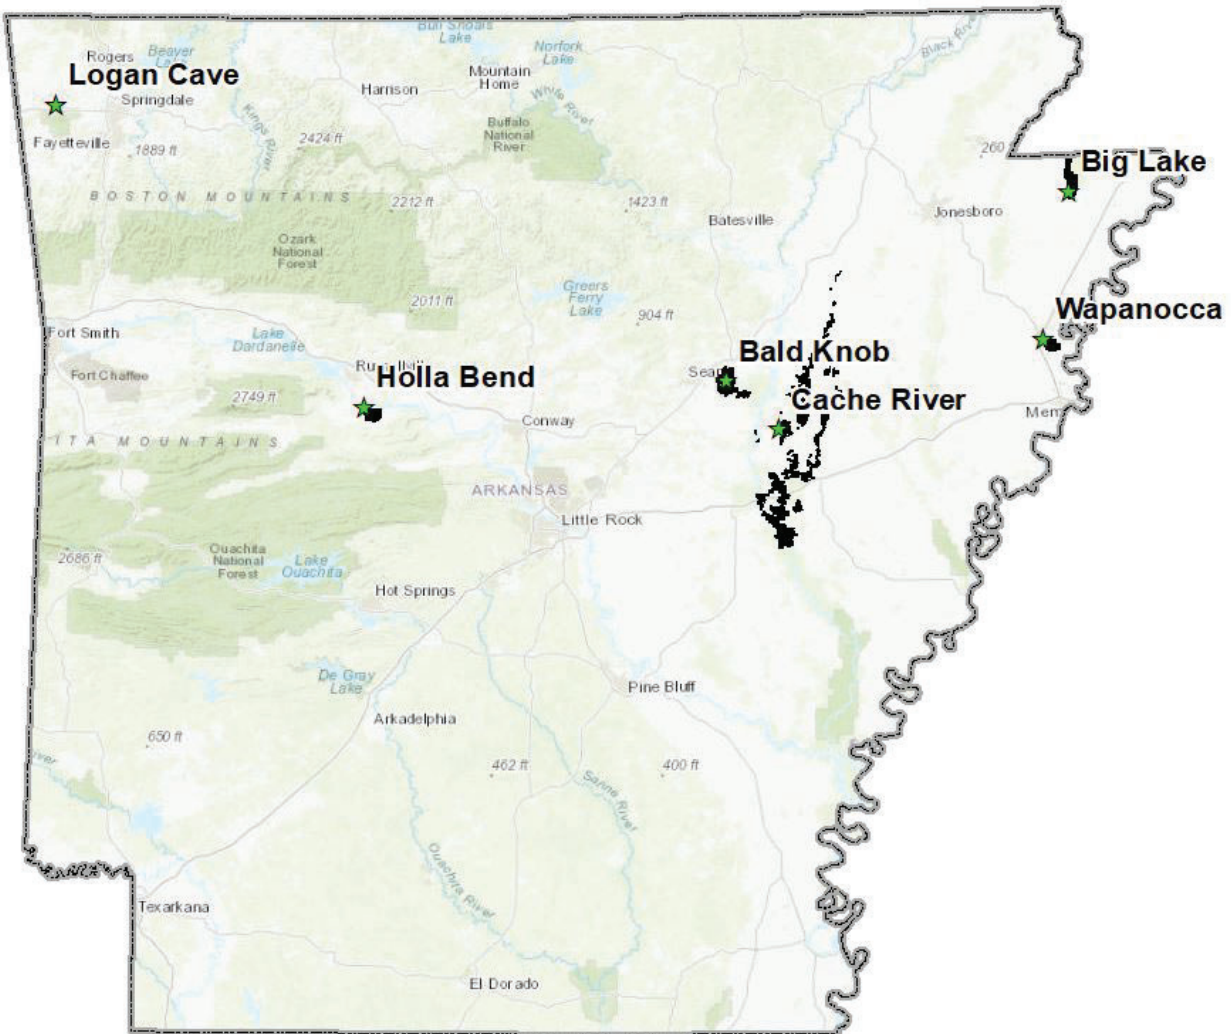 Bull Shoals
Lake
Black River
Norfork
Lake
Rogers
Beaver
Mountain
Home
Logan Cave
Harrison
Springdale
White River
Kings River
Buffalo
National
River
Fayetteville
1889 ft
2424 ft
260
Big Lake
BOSTON MOUNTAINS
2212 ft
1423 ft
Batesville
Jonesboro
Ozark
National
Forest
Greers
Ferry
Lake
2011 ft
904 ft
Wapanocca
Fort Smith
Lake
Dardanelle
Bald Knob
Fort Chaffee
Holla Bend
2749 ft
Cache River
Mem
Conway
ITA MOUNTAINS
ARKANSAS
Little Rock
2686 ft
Ouachita
National
Forest
Lake
Ouachita
Hot Springs
De Gray
Lake
Pine Bluff
Arkadelphia
650 ft
462 ft
400 ft
Saline River
iver
Ouachita River
Texarkana
El Dorado